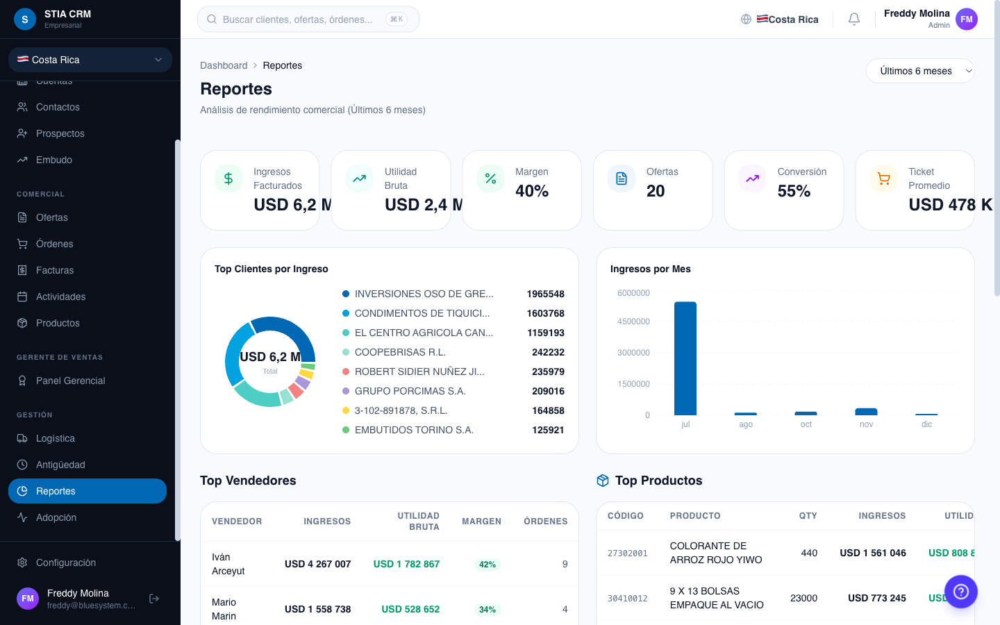 STIA CRM
Empresarial
S
Costa Rica
Cuentas
Contactos
Prospectos
Embudo
COMERCIAL
Ofertas
Órdenes
Facturas
Actividades
Productos
GERENTE DE VENTAS
Panel Gerencial
GESTIÓN
Logística
Antigüedad
Reportes
Adopción
Configuración
FM
Freddy Molina
freddy@bluesystem.c...
Buscar clientes, ofertas, órdenes...
⌘K
Costa Rica
Freddy Molina
Admin
FM
Dashboard > Reportes
Últimos 6 meses
Reportes
Análisis de rendimiento comercial (Últimos 6 meses)
Ingresos
Facturados
USD 6,2 M
Utilidad
Bruta
USD 2,4 M
Margen
40%
Ofertas
20
Conversión
55%
Ticket
Promedio
USD 478 K
Top Clientes por Ingreso
USD 6,2 M
Total
INVERSIONES OSO DE GRE... 1965548
CONDIMENTOS DE TIQUICI... 1603768
EL CENTRO AGRICOLA CAN... 1159193
COOPEBRISAS R.L. 242232
ROBERT SIDIER NUÑEZ JI... 235979
GRUPO PORCIMAS S.A. 209016
3-102-891878, S.R.L. 164858
EMBUTIDOS TORINO S.A. 125921
Ingresos por Mes
6000000
4500000
3000000
1500000
0
jul ago oct nov dic
Top Vendedores
VENDEDOR INGRESOS UTILIDAD BRUTA MARGEN ÓRDENES
Iván Arceyut USD 4 267 007 USD 1 782 867 42% 9
Mario Marin USD 1 558 738 USD 528 652 34% 4
Top Productos
CÓDIGO PRODUCTO QTY INGRESOS UTILID
27302001 COLORANTE DE ARROZ ROJO YIWO 440 USD 1 561 046 USD 808 8
30410012 9 X 13 BOLSAS EMPAQUE AL VACIO 23000 USD 773 245 USD